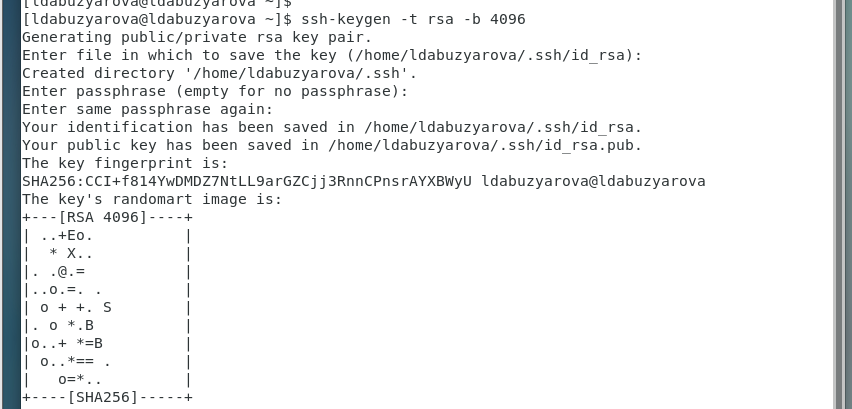 [ldabuzyarova@ldabuzyarova ~]$
[ldabuzyarova@ldabuzyarova ~]$ ssh-keygen -t rsa -b 4096
Generating public/private rsa key pair.
Enter file in which to save the key (/home/ldabuzyarova/.ssh/id_rsa):
Created directory '/home/ldabuzyarova/.ssh'.
Enter passphrase (empty for no passphrase):
Enter same passphrase again:
Your identification has been saved in /home/ldabuzyarova/.ssh/id_rsa.
Your public key has been saved in /home/ldabuzyarova/.ssh/id_rsa.pub.
The key fingerprint is:
SHA256:CCI+f814YwDMDZ7NtLL9arGZCjj3RnnCPnsrAYXBWyU ldabuzyarova@ldabuzyarova
The key's randomart image is:
+---[RSA 4096]----+
| ..+Eo.          |
|  * X..          |
|. .@.=           |
|..o.=. .         |
| o + +. S        |
|. o *.B          |
|o..+ *=B         |
| o..*== .        |
|   o=*..         |
+----[SHA256]-----+